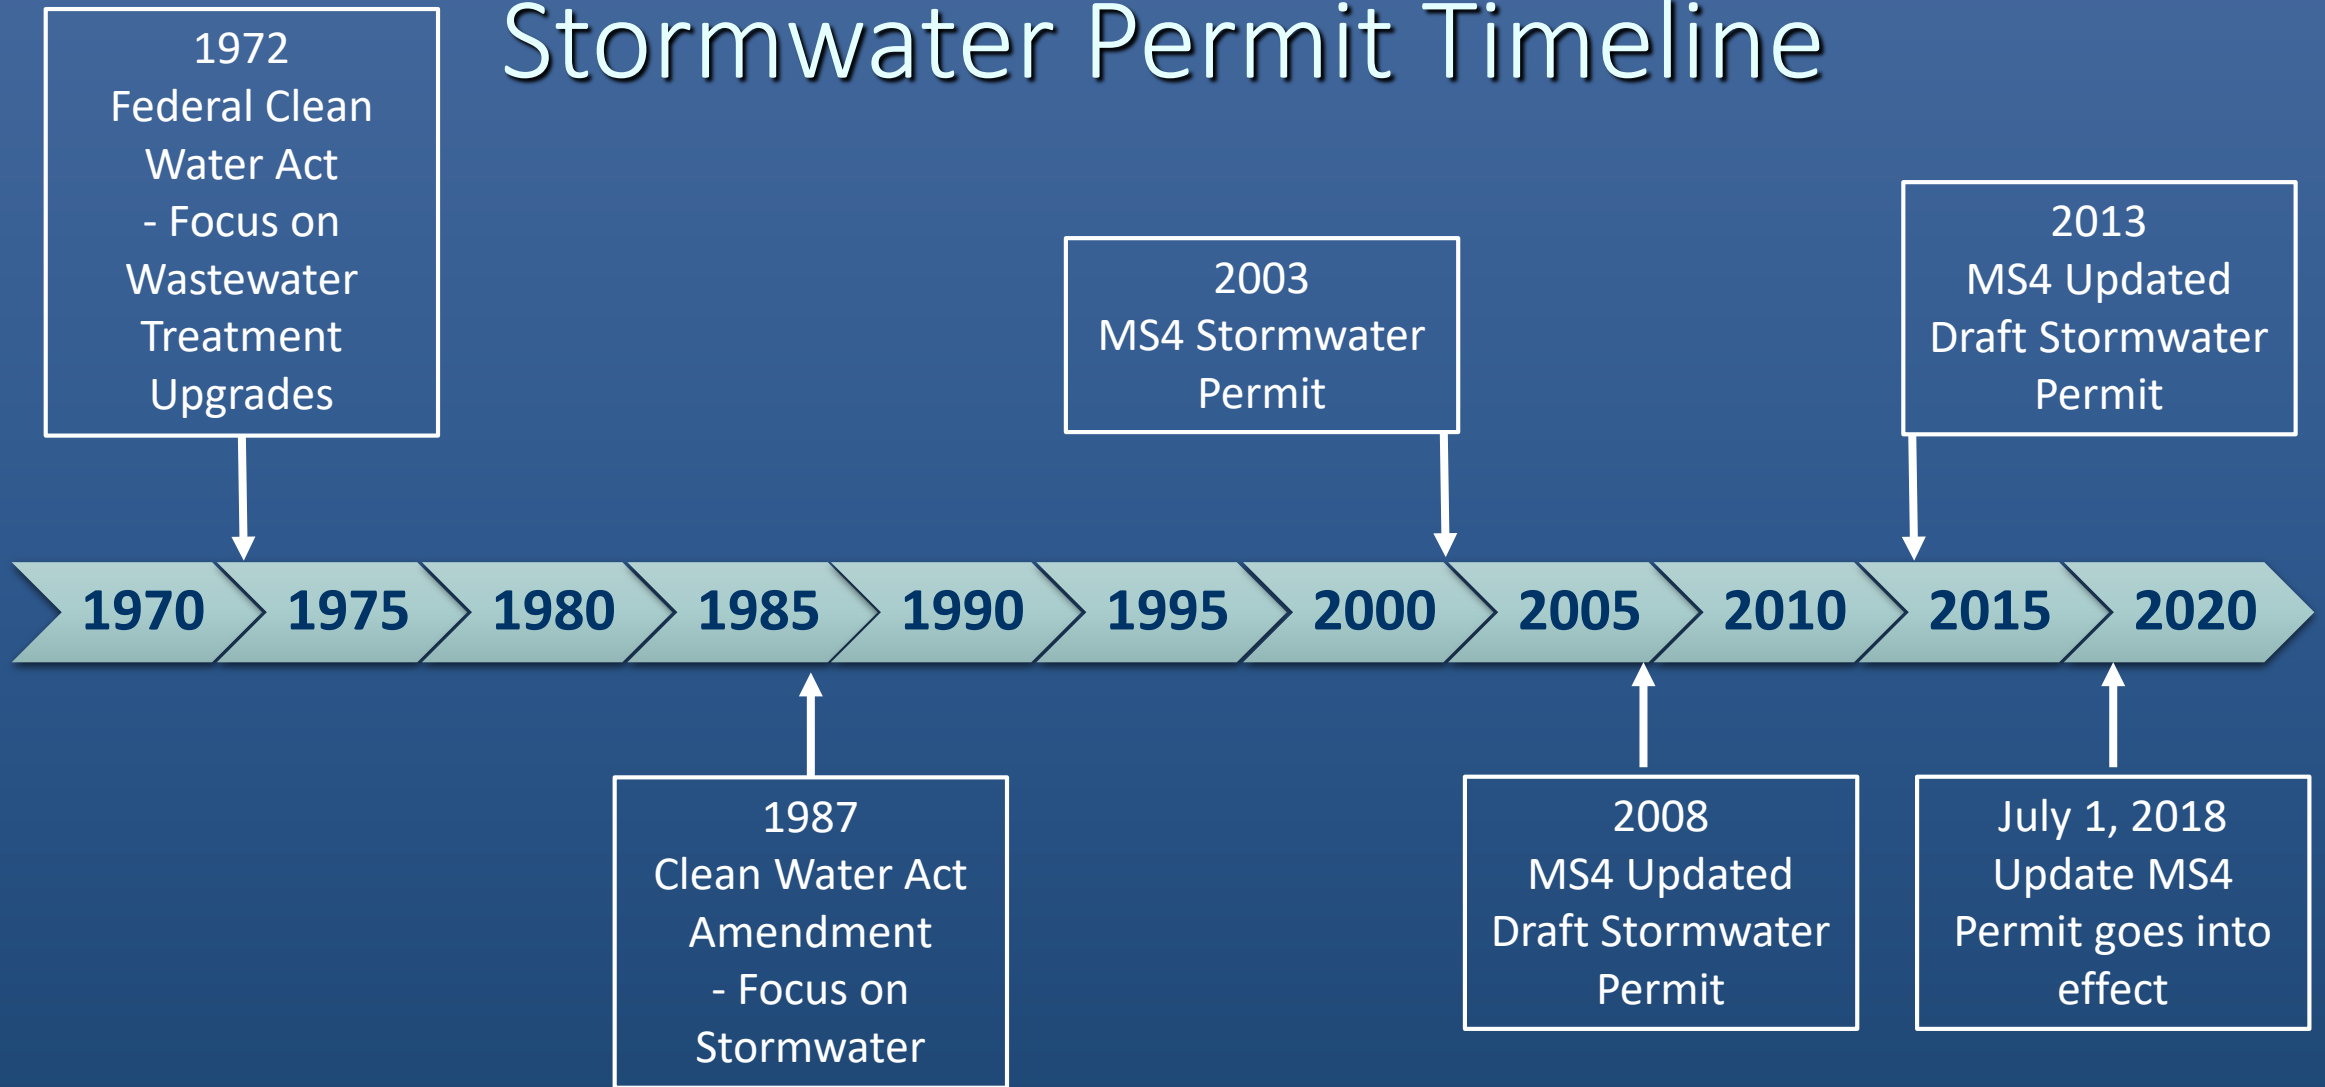 Stormwater Permit Timeline
1972
Federal Clean
Water Act
- Focus on
Wastewater
Treatment
Upgrades
2003
MS4 Stormwater
Permit
2013
MS4 Updated
Draft Stormwater
Permit
1970
1975
1980
1985
1990
1995
2000
2005
2010
2015
2020
1987
Clean Water Act
Amendment
- Focus on
Stormwater
2008
MS4 Updated
Draft Stormwater
Permit
July 1, 2018
Update MS4
Permit goes into
effect